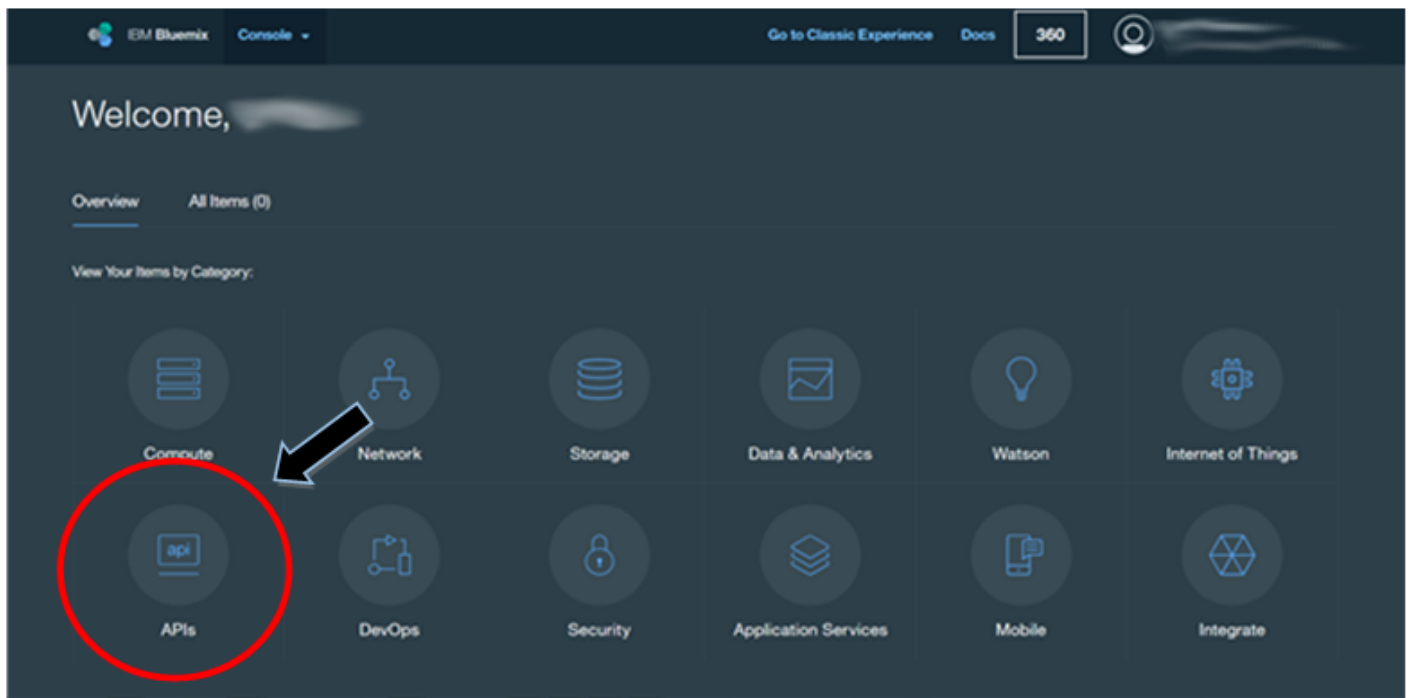 IBM Bluemix Console Go to Classic Experience Docs 360
Welcome,
Overview All Items (0)
View Your Items by Category:
Compute Network Storage Data & Analytics Watson Internet of Things
api
APIs DevOps Security Application Services Mobile Integrate